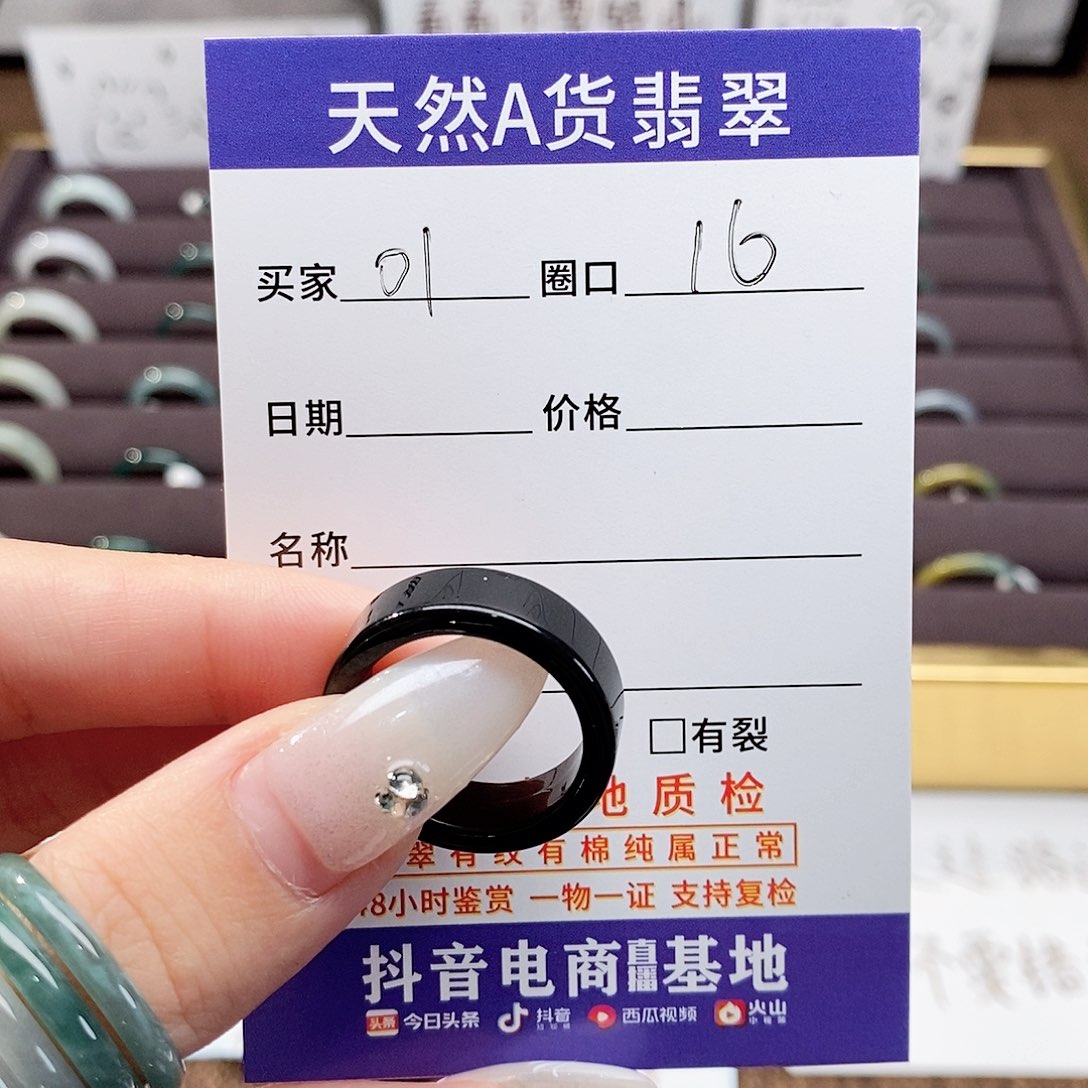 天然A货翡翠
买家 01 圈口 16
日期 价格
名称
□有裂
地质检
翠有纹有棉纯属正常
48小时鉴赏 一物一证 支持复检
抖音电商直播基地
头条 今日头条 抖音 西瓜视频 火山